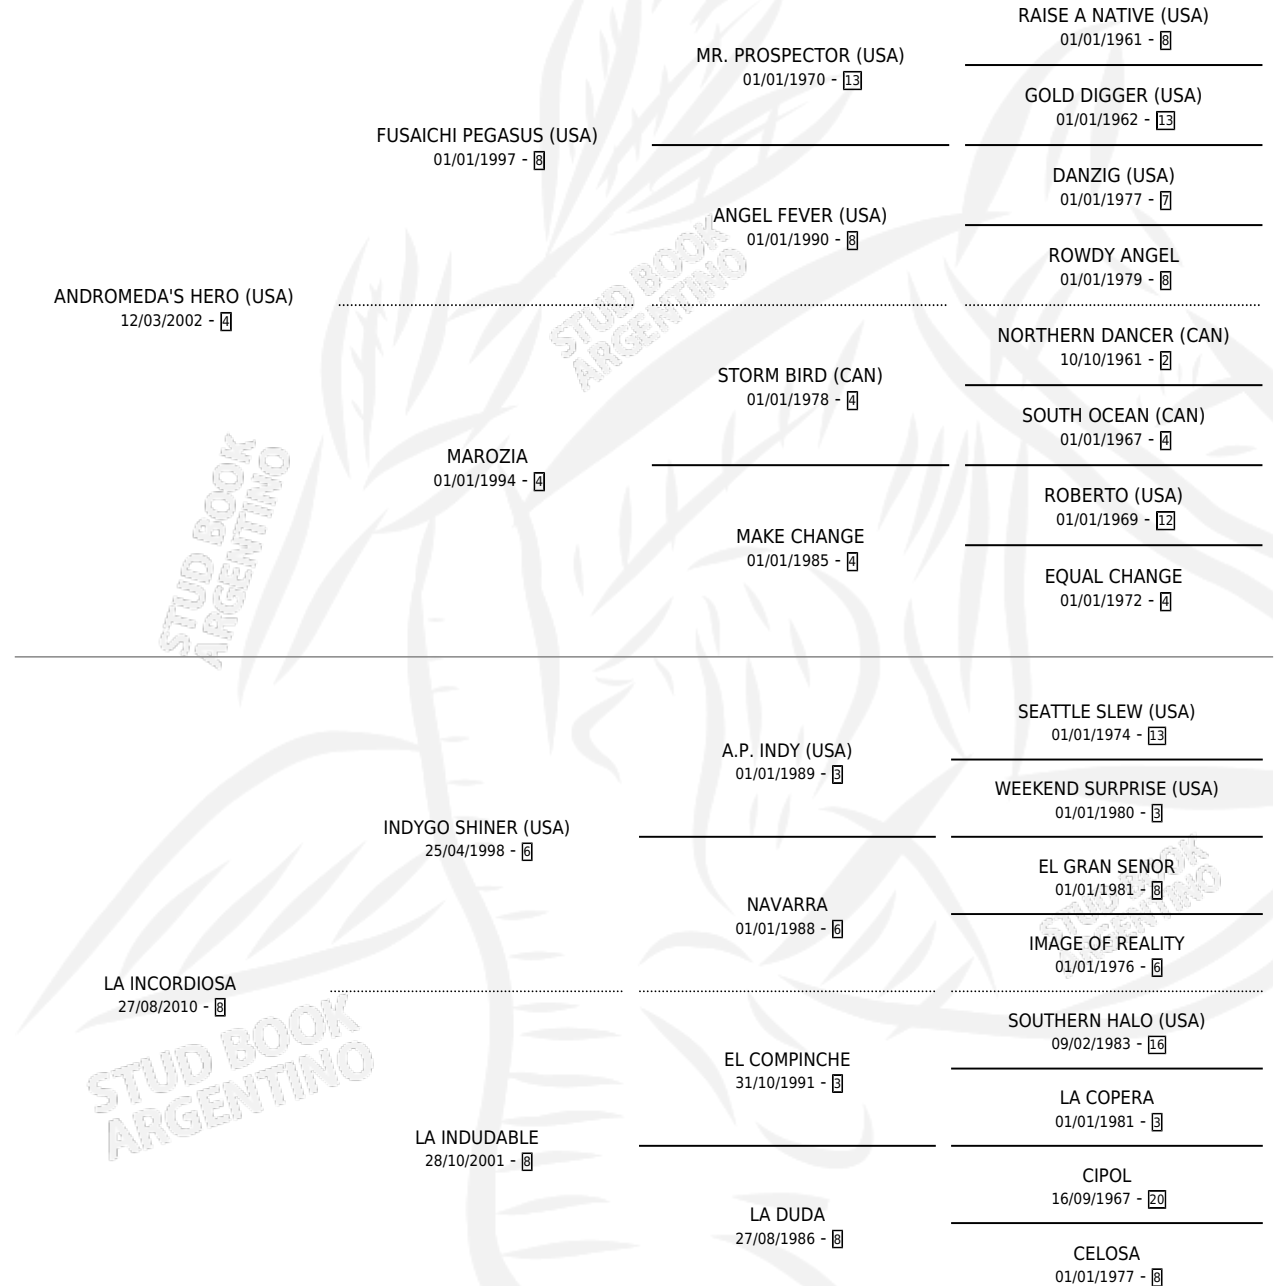 RAISE A NATIVE (USA)
01/01/1961 - 8
MR. PROSPECTOR (USA)
01/01/1970 - 13
GOLD DIGGER (USA)
01/01/1962 - 13
FUSAICHI PEGASUS (USA)
01/01/1997 - 8
DANZIG (USA)
01/01/1977 - 7
ANGEL FEVER (USA)
01/01/1990 - 8
ROWDY ANGEL
01/01/1979 - 8
ANDROMEDA'S HERO (USA)
12/03/2002 - 4
STUD BOOK
ARGENTINO
NORTHERN DANCER (CAN)
10/10/1961 - 2
STORM BIRD (CAN)
01/01/1978 - 4
SOUTH OCEAN (CAN)
01/01/1967 - 4
MAROZIA
01/01/1994 - 4
ROBERTO (USA)
01/01/1969 - 12
MAKE CHANGE
01/01/1985 - 4
EQUAL CHANGE
01/01/1972 - 4
STUD BOOK
ARGENTINO
SEATTLE SLEW (USA)
01/01/1974 - 13
A.P. INDY (USA)
01/01/1989 - 3
WEEKEND SURPRISE (USA)
01/01/1980 - 3
INDYGO SHINER (USA)
25/04/1998 - 6
EL GRAN SENOR
01/01/1981 - 8
STUD BOOK
ARGENTINO
NAVARRA
01/01/1988 - 6
IMAGE OF REALITY
01/01/1976 - 6
LA INCORDIOSA
27/08/2010 - 8
STUD BOOK
ARGENTINO
SOUTHERN HALO (USA)
09/02/1983 - 16
EL COMPINCHE
31/10/1991 - 3
LA COPERA
01/01/1981 - 3
LA INDUDABLE
28/10/2001 - 8
CIPOL
16/09/1967 - 20
LA DUDA
27/08/1986 - 8
CELOSA
01/01/1977 - 8